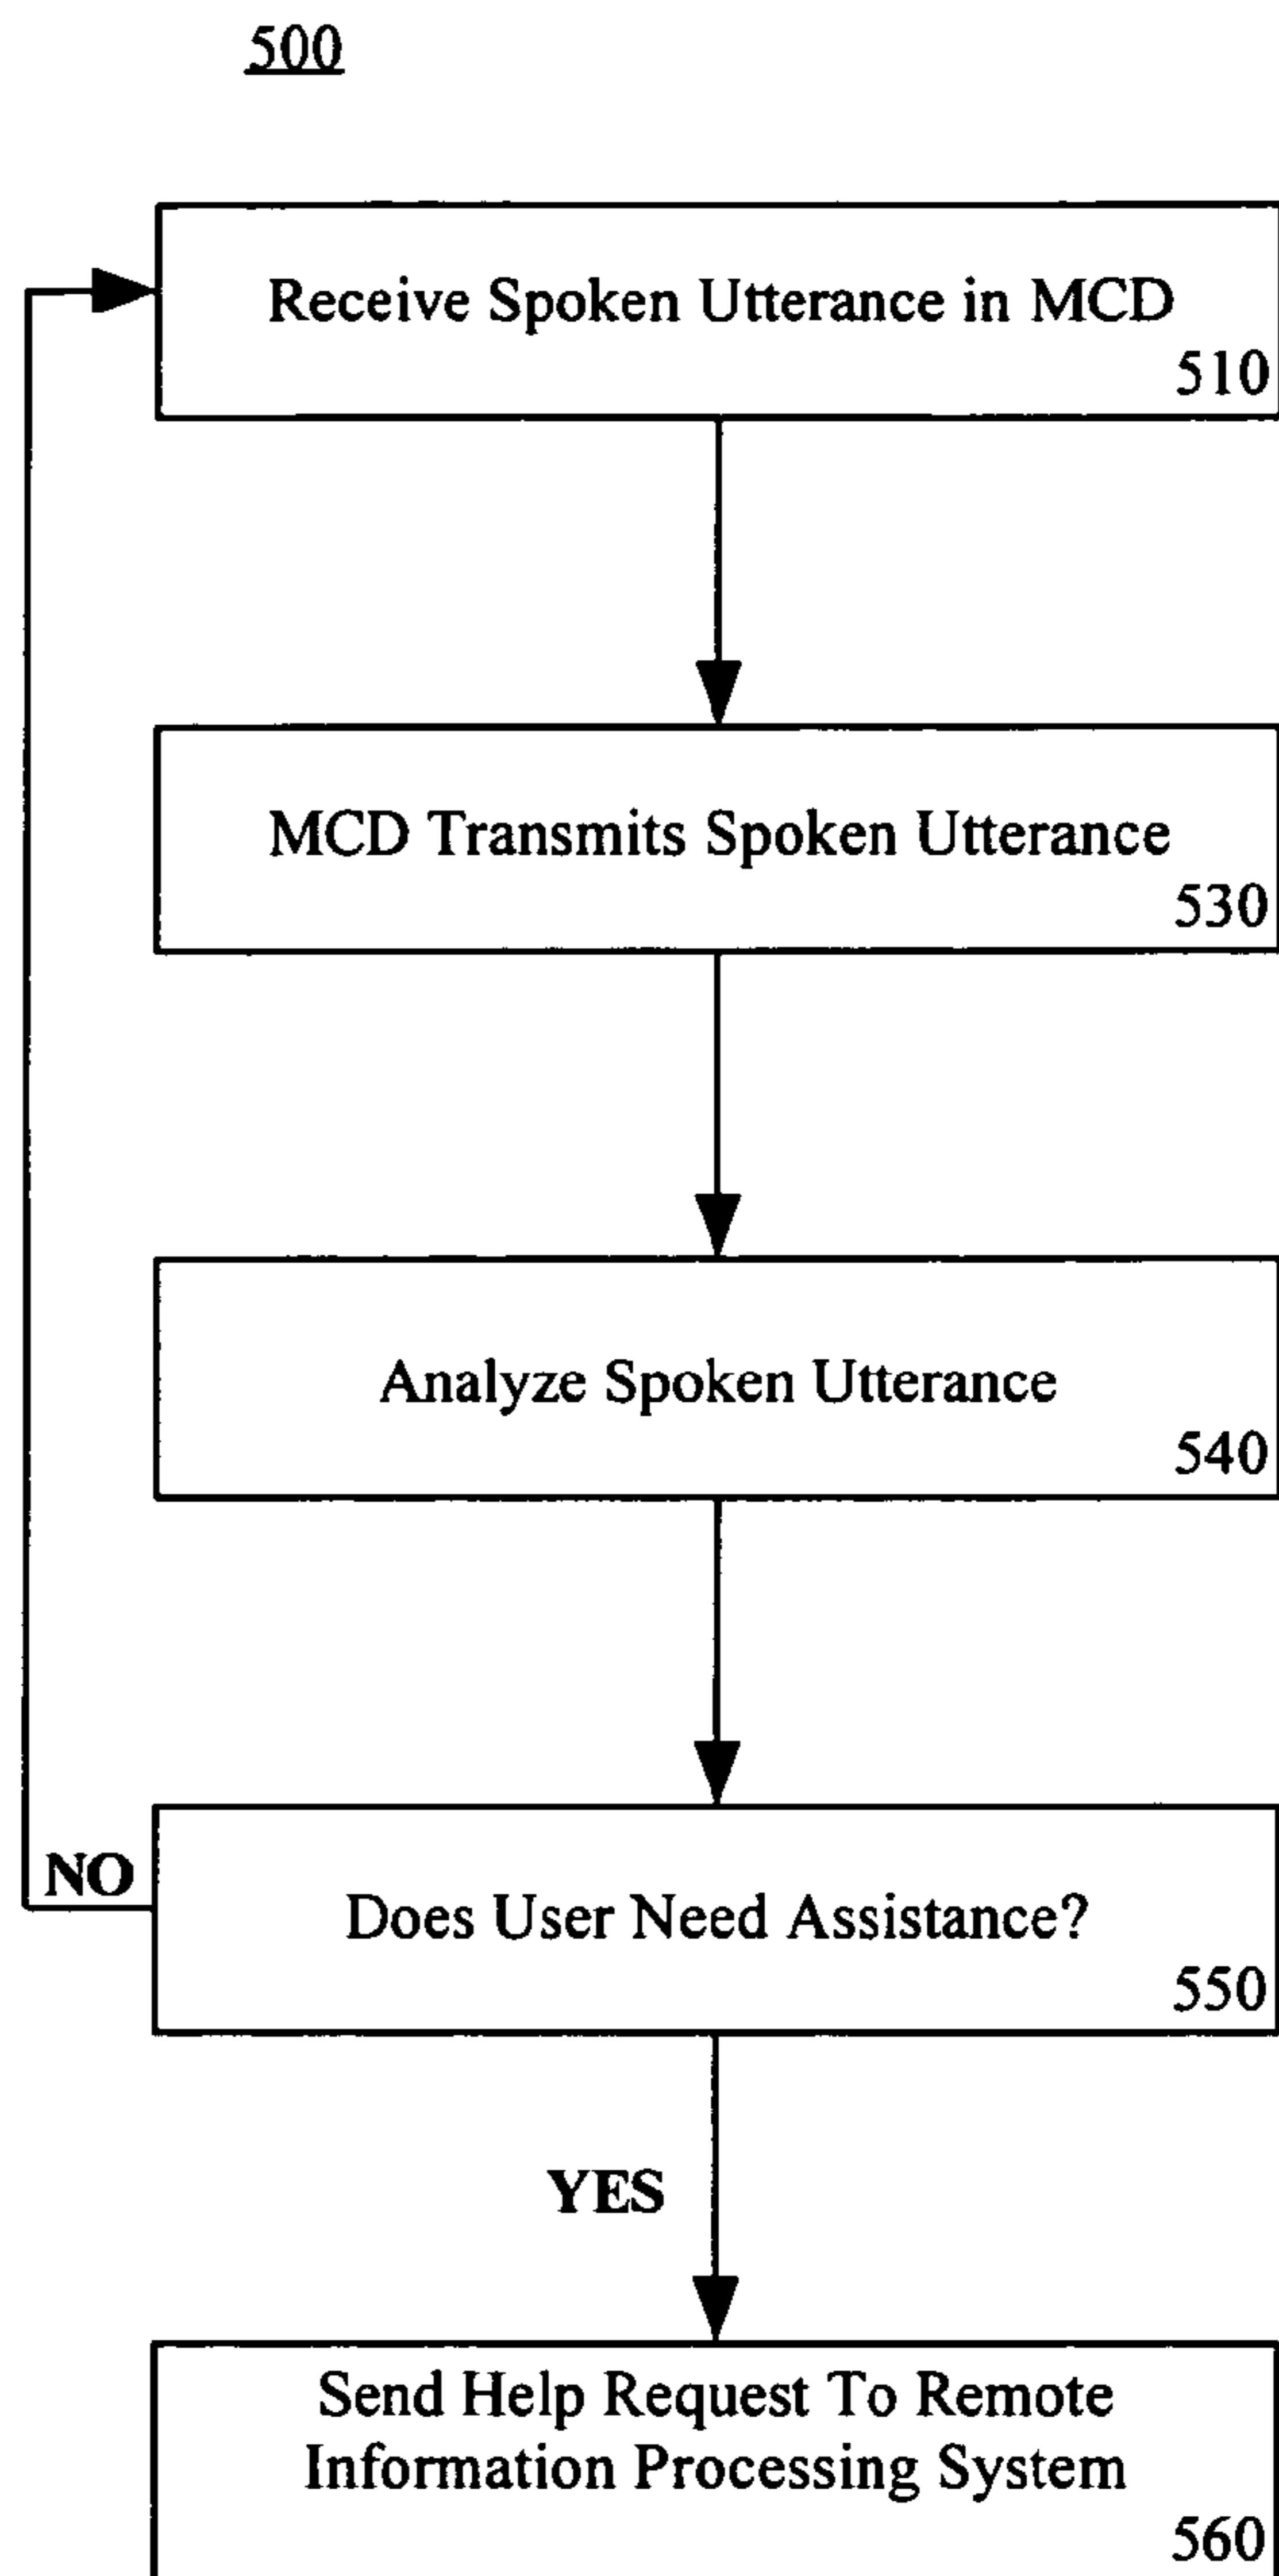 500
Receive Spoken Utterance in MCD
510
MCD Transmits Spoken Utterance
530
Analyze Spoken Utterance
540
NO
Does User Need Assistance?
550
YES
Send Help Request To Remote
Information Processing System
560